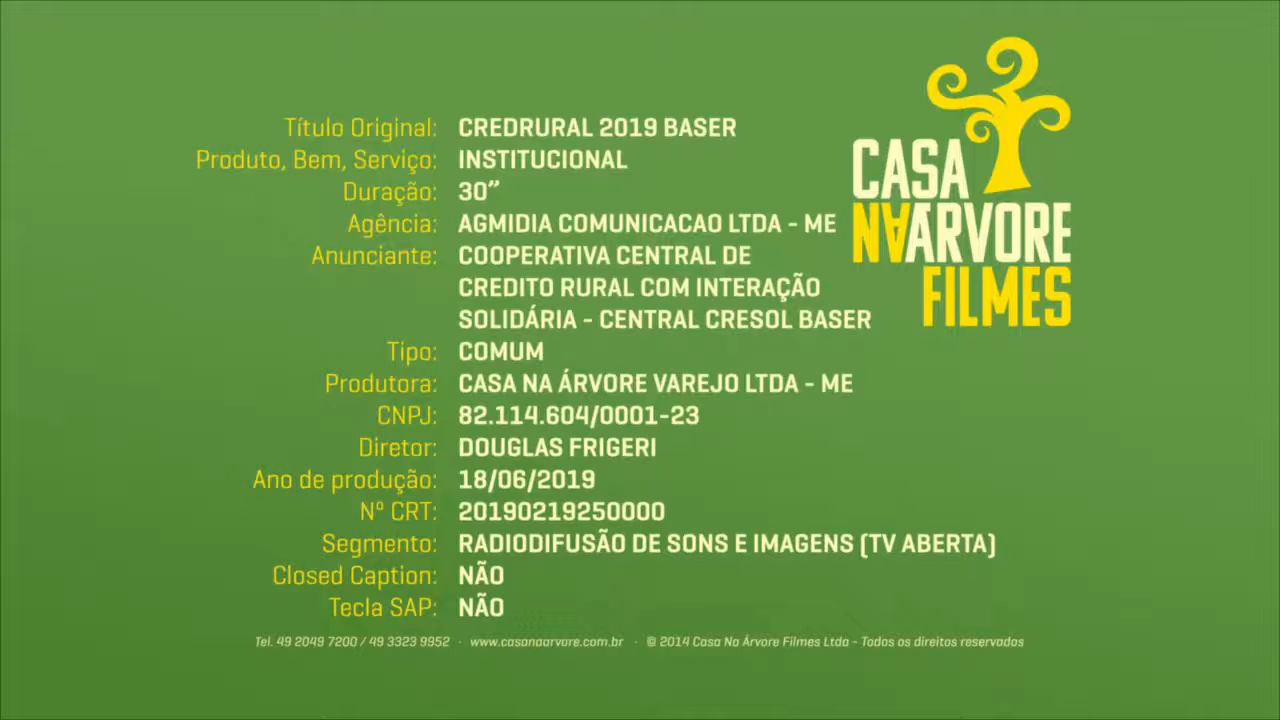 Título Original: CREDRURAL 2019 BASER
Produto, Bem, Serviço: INSTITUCIONAL
Duração: 30”
Agência: AGMIDIA COMUNICACAO LTDA - ME
Anunciante: COOPERATIVA CENTRAL DE
CREDITO RURAL COM INTERAÇÃO
SOLIDÁRIA - CENTRAL CRESOL BASER
Tipo: COMUM
Produtora: CASA NA ÁRVORE VAREJO LTDA - ME
CNPJ: 82.114.604/0001-23
Diretor: DOUGLAS FRIGERI
Ano de produção: 18/06/2019
Nº CRT: 20190219250000
Segmento: RADIODIFUSÃO DE SONS E IMAGENS (TV ABERTA)
Closed Caption: NÃO
Tecla SAP: NÃO
Tel. 49 2049 7200 / 49 3323 9952 · www.casanaarvore.com.br · © 2014 Casa Na Árvore Filmes Ltda - Todos os direitos reservados
CASA
NA ÁRVORE
FILMES